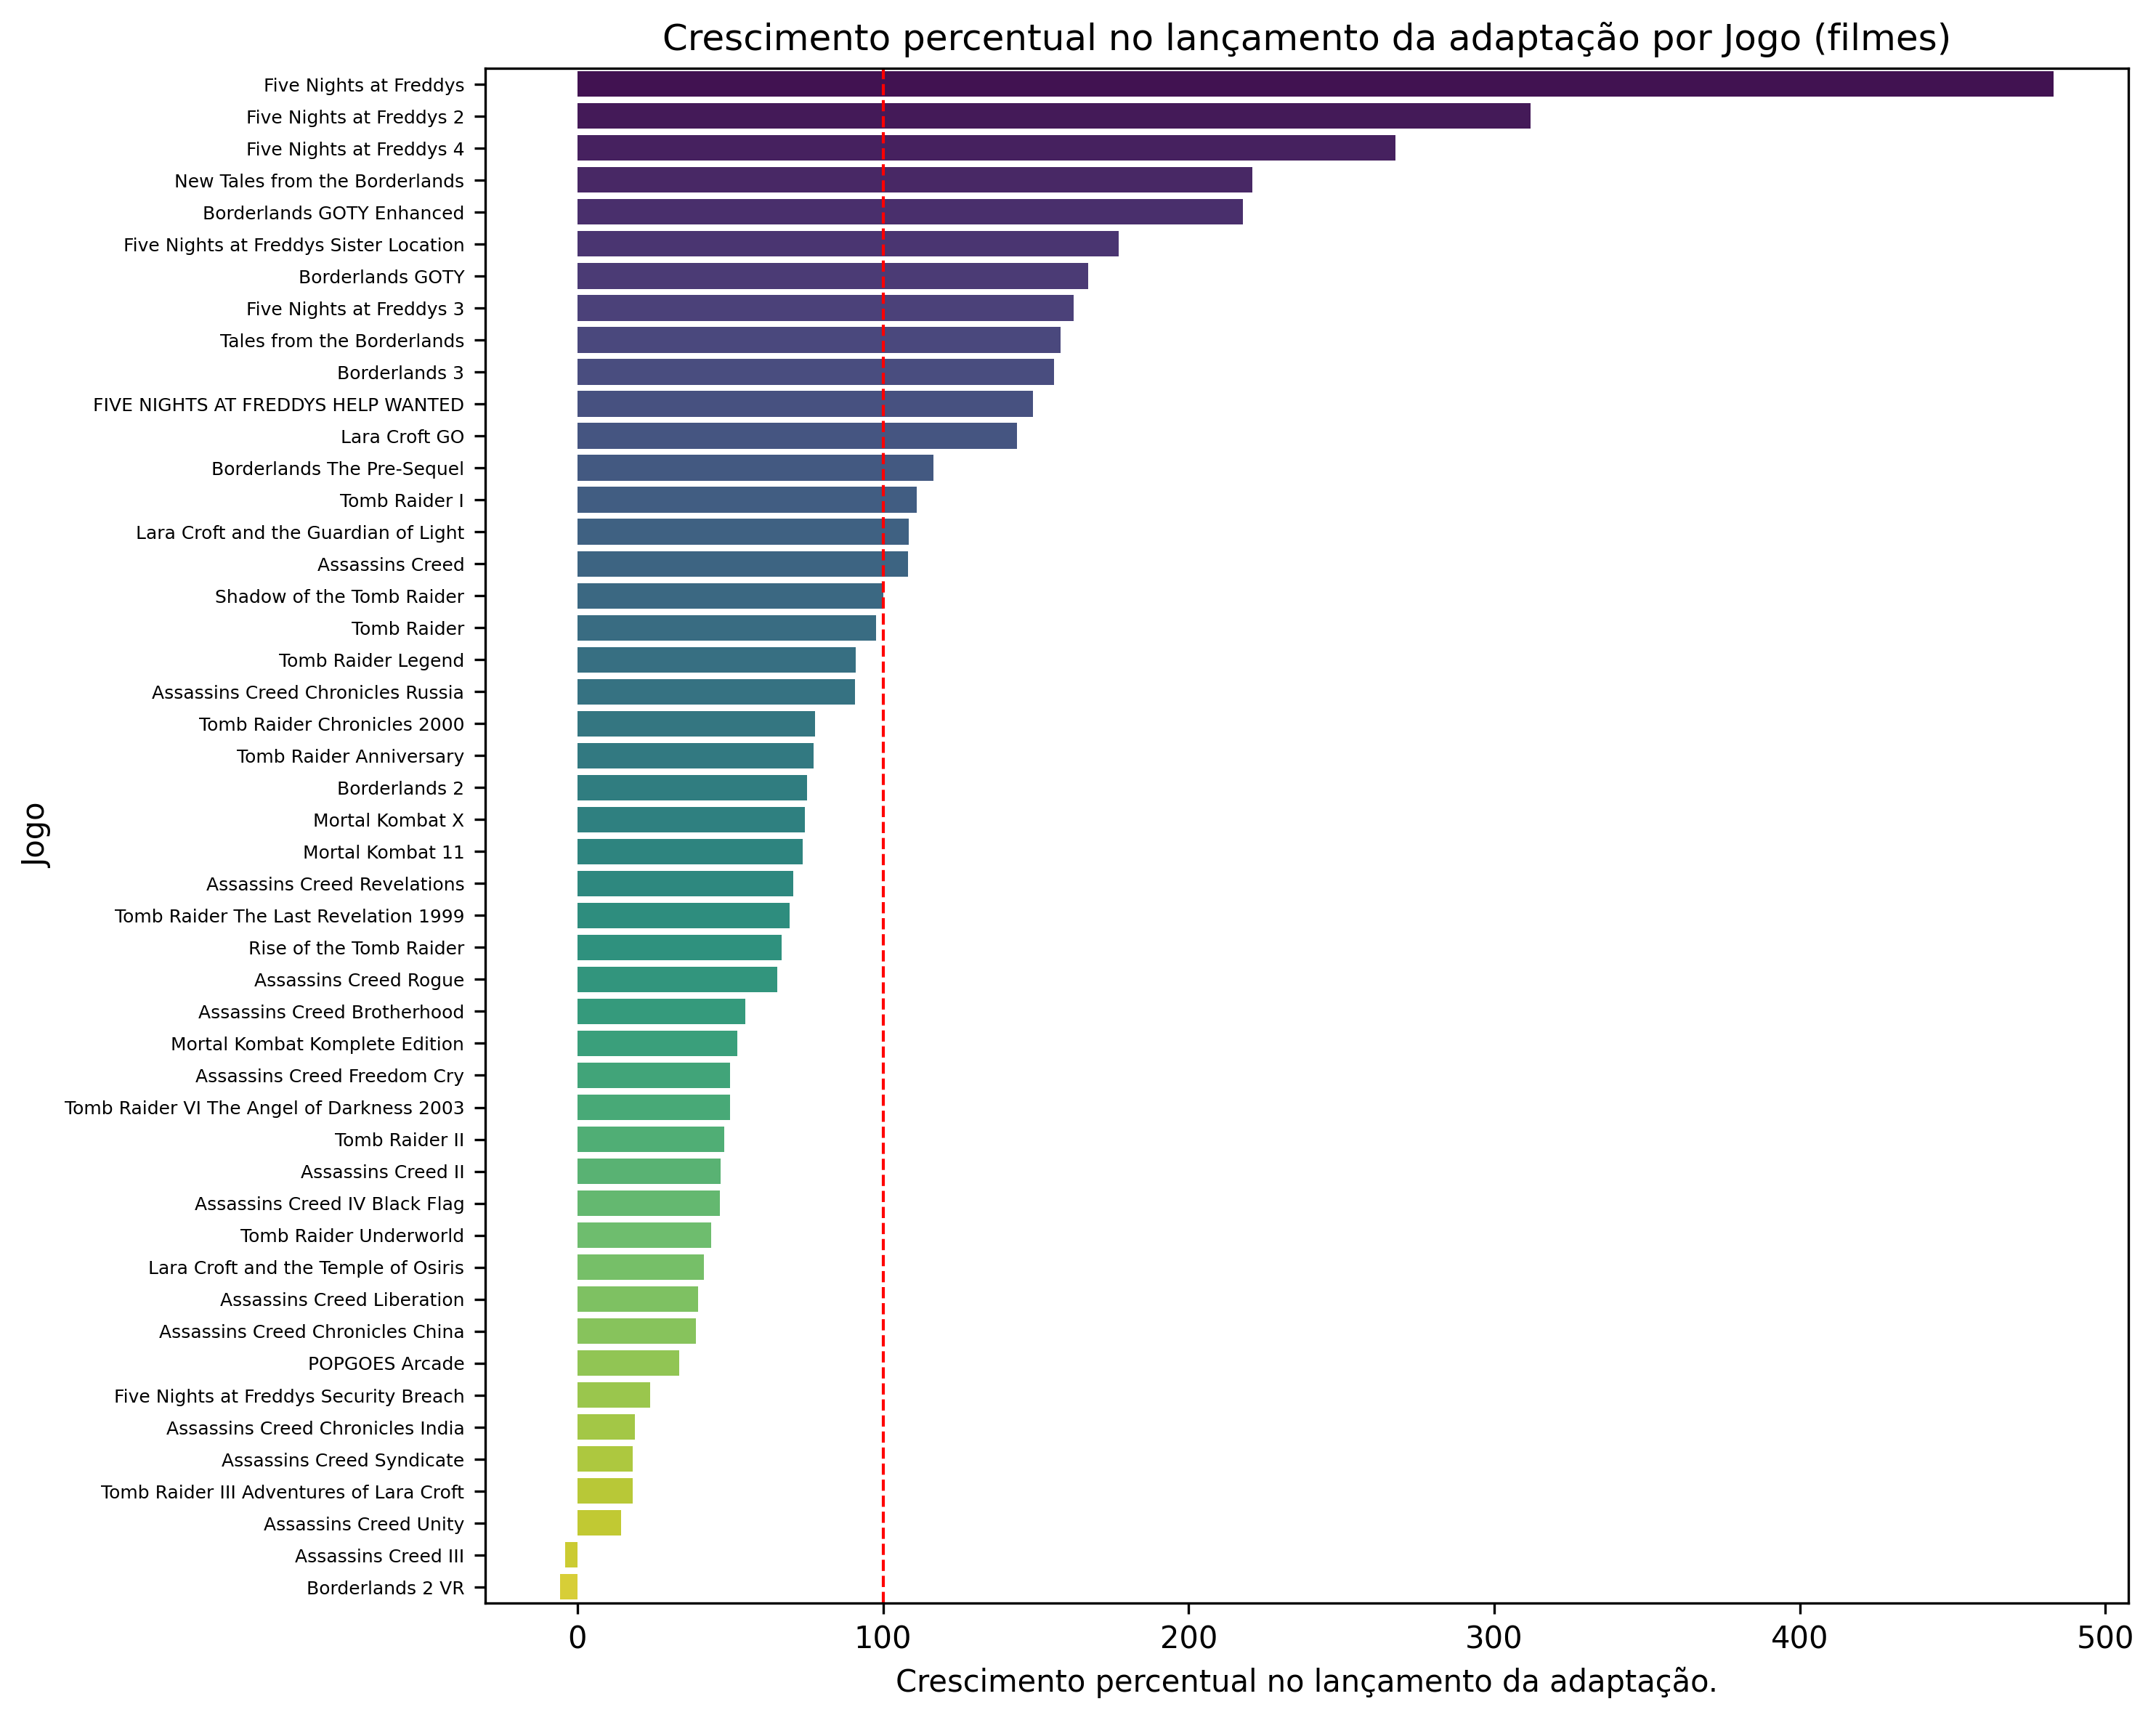 Crescimento percentual no lançamento da adaptação por Jogo (filmes)
Five Nights at Freddys
Five Nights at Freddys 2
Five Nights at Freddys 4
New Tales from the Borderlands
Borderlands GOTY Enhanced
Five Nights at Freddys Sister Location
Borderlands GOTY
Five Nights at Freddys 3
Tales from the Borderlands
Borderlands 3
FIVE NIGHTS AT FREDDYS HELP WANTED
Lara Croft GO
Borderlands The Pre-Sequel
Tomb Raider I
Lara Croft and the Guardian of Light
Assassins Creed
Shadow of the Tomb Raider
Tomb Raider
Tomb Raider Legend
Assassins Creed Chronicles Russia
Tomb Raider Chronicles 2000
Tomb Raider Anniversary
Borderlands 2
Mortal Kombat X
Mortal Kombat 11
Assassins Creed Revelations
Tomb Raider The Last Revelation 1999
Rise of the Tomb Raider
Assassins Creed Rogue
Assassins Creed Brotherhood
Mortal Kombat Komplete Edition
Assassins Creed Freedom Cry
Tomb Raider VI The Angel of Darkness 2003
Tomb Raider II
Assassins Creed II
Assassins Creed IV Black Flag
Tomb Raider Underworld
Lara Croft and the Temple of Osiris
Assassins Creed Liberation
Assassins Creed Chronicles China
POPGOES Arcade
Five Nights at Freddys Security Breach
Assassins Creed Chronicles India
Assassins Creed Syndicate
Tomb Raider III Adventures of Lara Croft
Assassins Creed Unity
Assassins Creed III
Borderlands 2 VR
Jogo
0 100 200 300 400 500
Crescimento percentual no lançamento da adaptação.